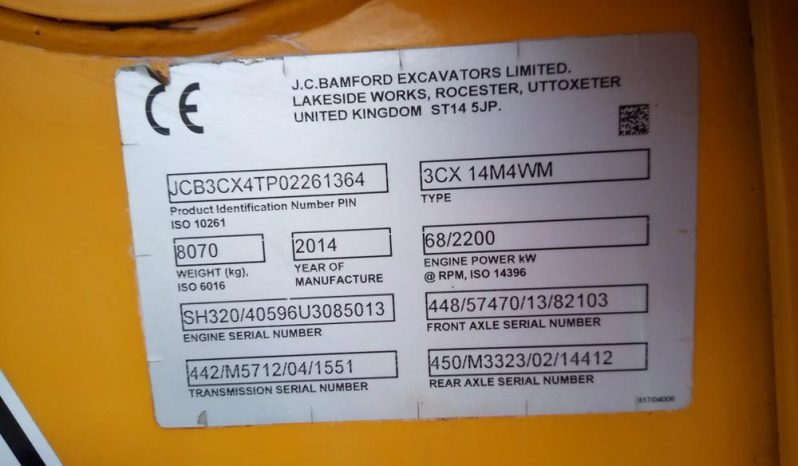 CE
J.C.BAMFORD EXCAVATORS LIMITED.
LAKESIDE WORKS, ROCESTER, UTTOXETER
UNITED KINGDOM ST14 5JP.
JCB3CX4TP02261364
Product Identification Number PIN
ISO 10261
3CX 14M4WM
TYPE
8070
WEIGHT (kg),
ISO 6016
2014
YEAR OF
MANUFACTURE
68/2200
ENGINE POWER kW
@ RPM, ISO 14396
SH320/40596U3085013
ENGINE SERIAL NUMBER
448/57470/13/82103
FRONT AXLE SERIAL NUMBER
442/M5712/04/1551
TRANSMISSION SERIAL NUMBER
450/M3323/02/14412
REAR AXLE SERIAL NUMBER
817/04006